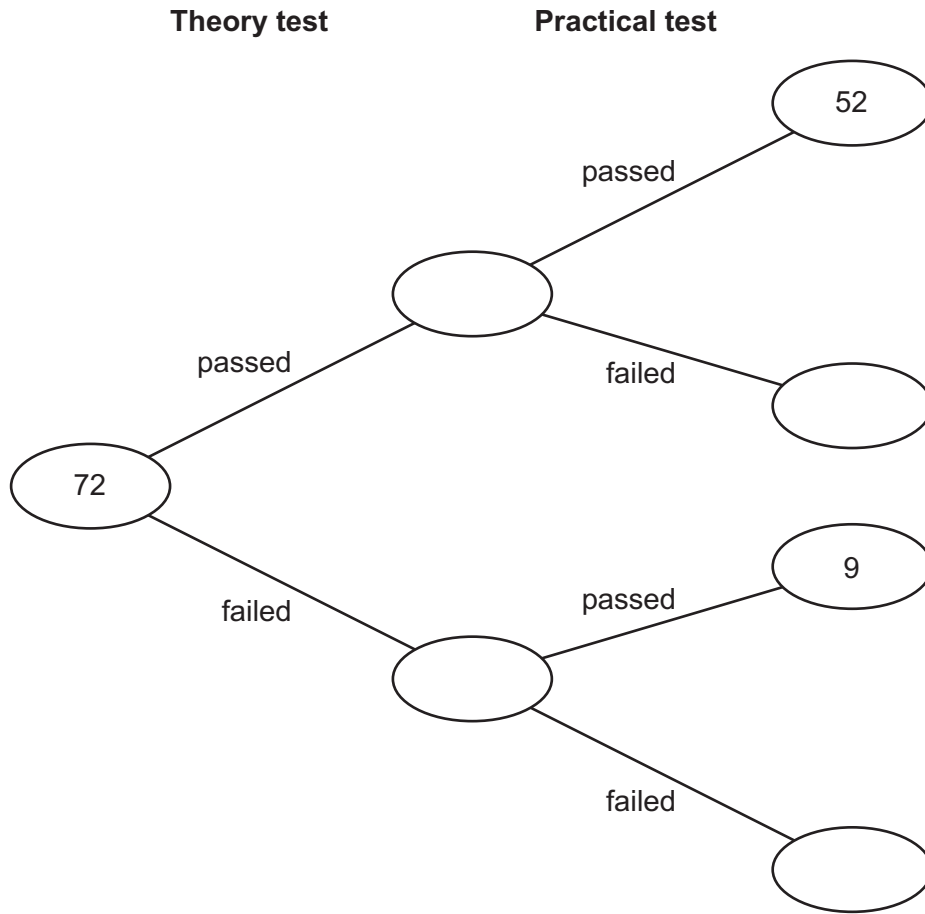 Theory test
Practical test
52
passed
passed
failed
72
9
passed
failed
failed